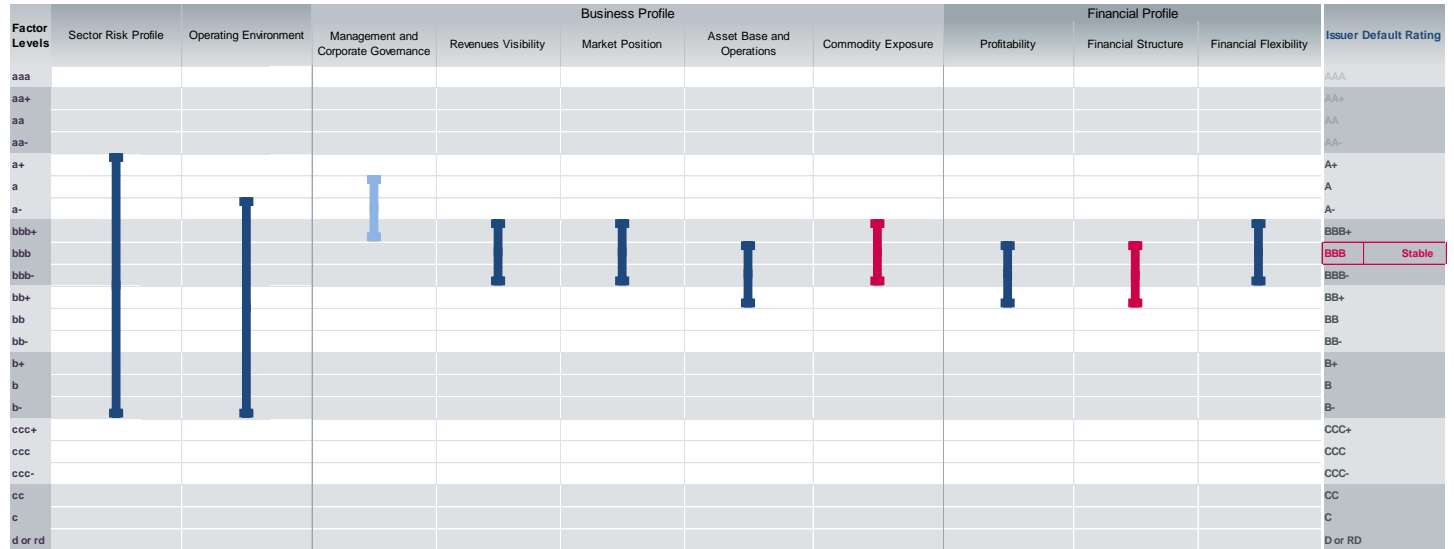 Business Profile
Financial Profile
Factor
Levels
Sector Risk Profile
Operating Environment
Management and
Corporate Governance
Revenues Visibility
Market Position
Asset Base and
Operations
Commodity Exposure
Profitability
Financial Structure
Financial Flexibility
Issuer Default Rating
aaa AAA
aa+ AA+
aa AA
aa- AA-
a+ A+
a A
a- A-
bbb+ BBB+
bbb BBB Stable
bbb- BBB-
bb+ BB+
bb BB
bb- BB-
b+ B+
b B
b- B-
ccc+ CCC+
ccc CCC
ccc- CCC-
cc CC
c C
d or rd D or RD